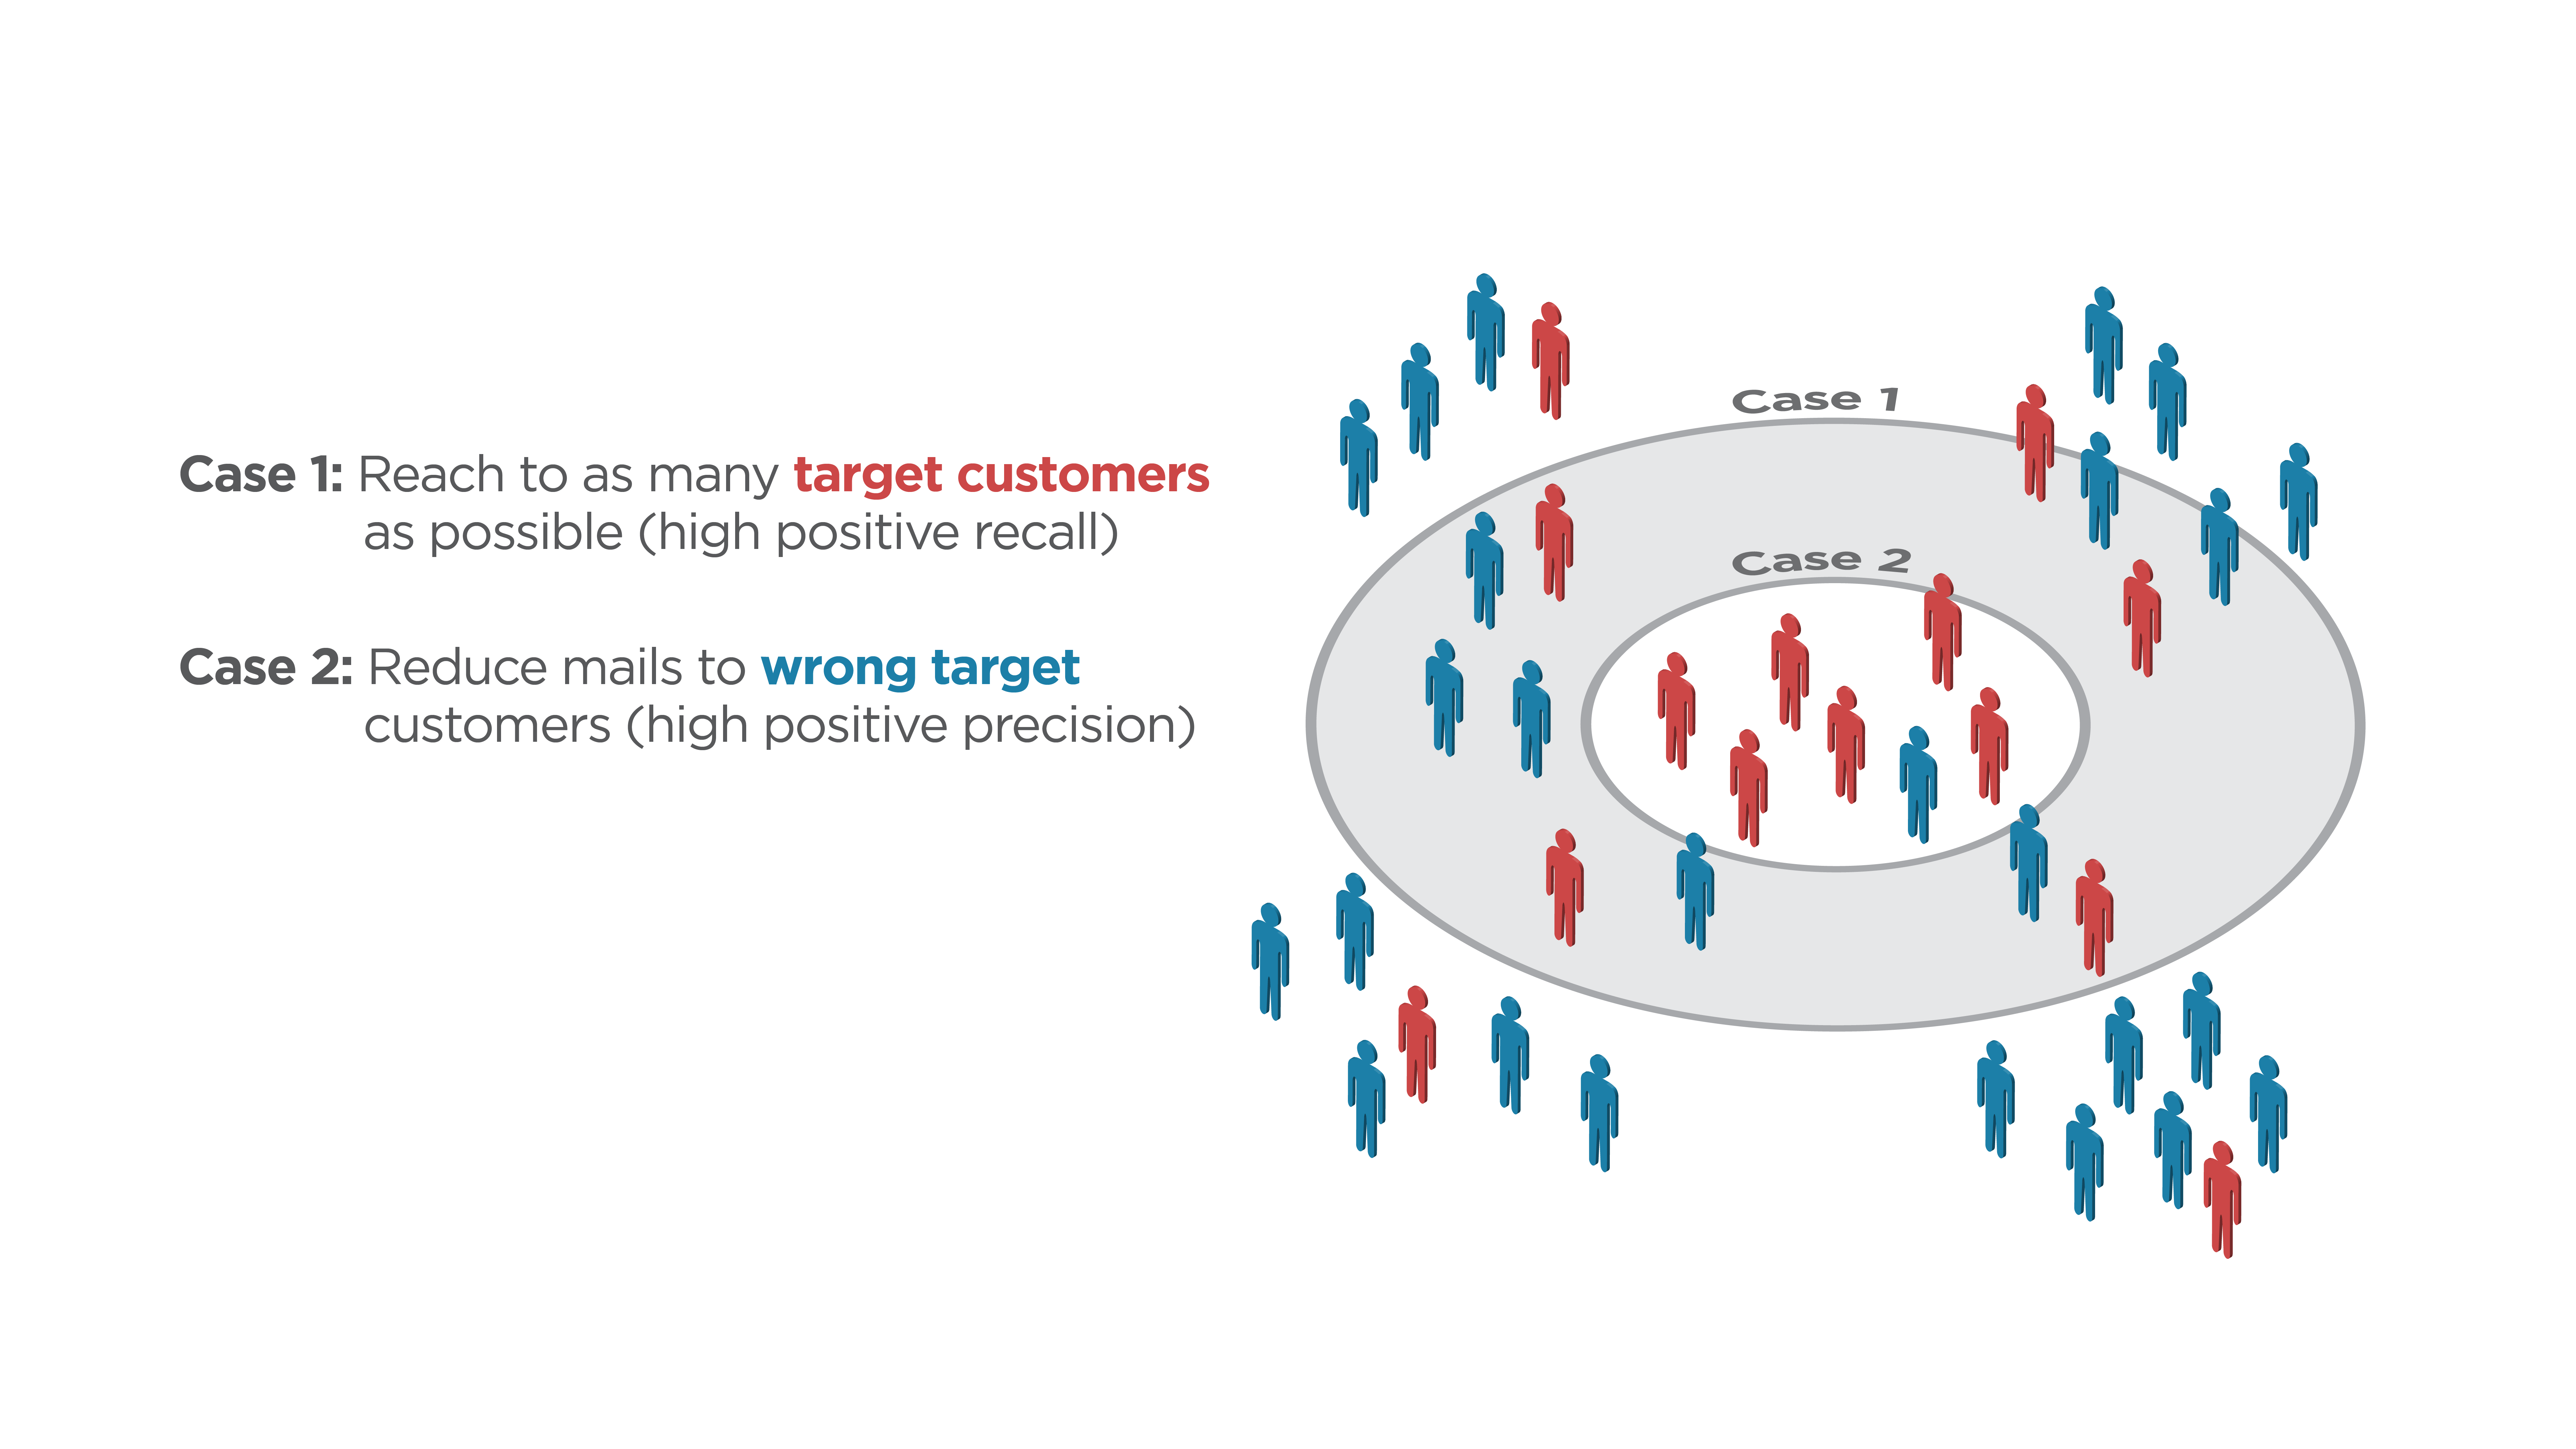 Case 1: Reach to as many target customers
as possible (high positive recall)
Case 2: Reduce mails to wrong target
customers (high positive precision)
Case 1
Case 2